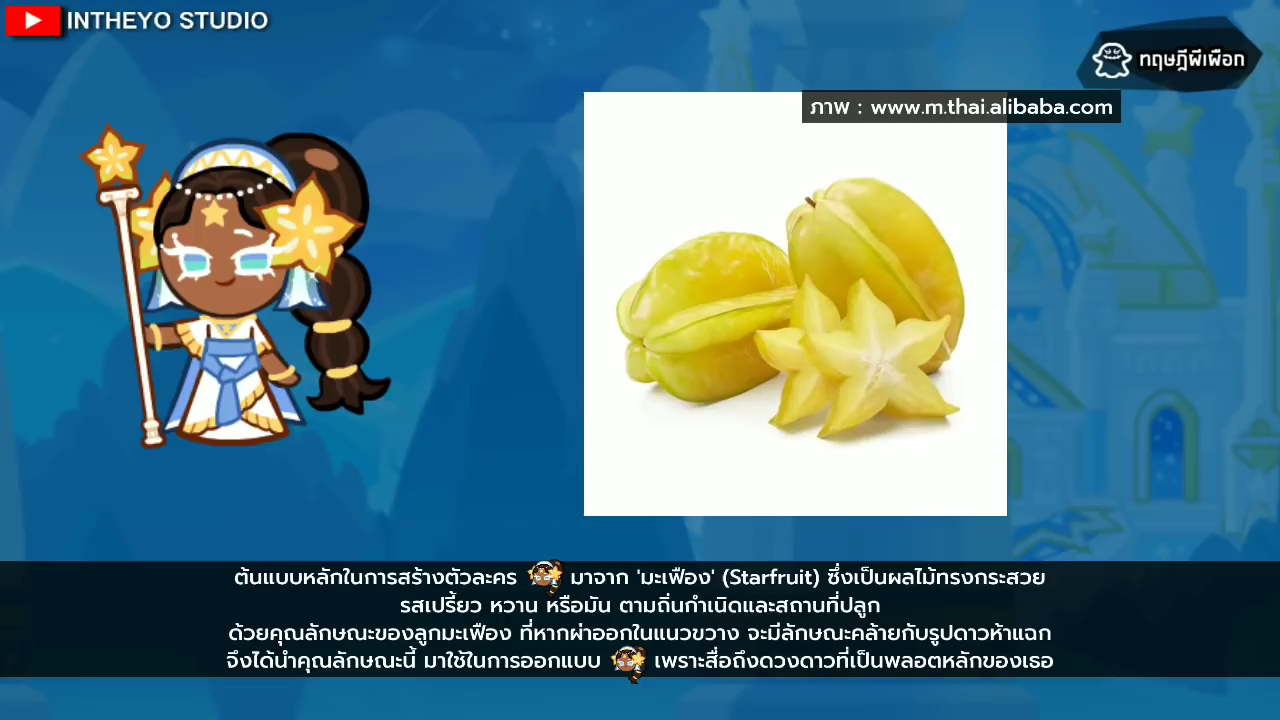 INTHEYO STUDIO
ทฤษฎีผีเผือก
ภาพ : www.m.thai.alibaba.com
ต้นแบบหลักในการสร้างตัวละคร มาจาก 'มะเฟือง' (Starfruit) ซึ่งเป็นผลไม้ทรงกระสวย
รสเปรี้ยว หวาน หรือมัน ตามถิ่นกำเนิดและสถานที่ปลูก
ด้วยคุณลักษณะของลูกมะเฟือง ที่หากผ่าออกในแนวขวาง จะมีลักษณะคล้ายกับรูปดาวห้าแฉก
จึงได้นำคุณลักษณะนี้ มาใช้ในการออกแบบ เพราะสื่อถึงดวงดาวที่เป็นพลอตหลักของเธอ